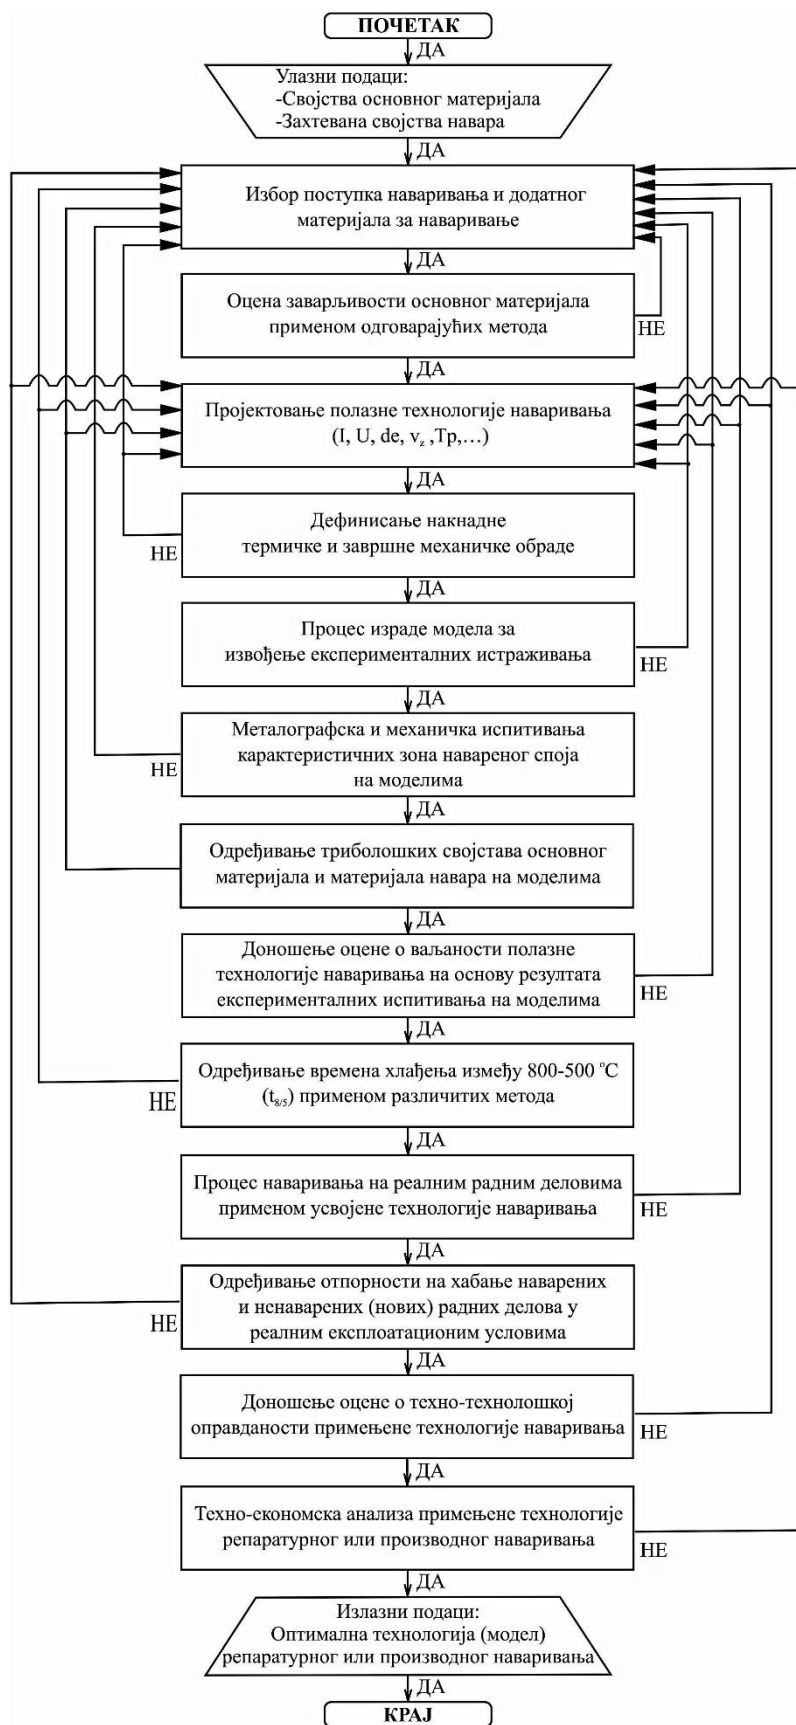 ПОЧЕТАК
ДА
Улазни подаци:
-Својства основног материјала
-Захтевана својства навара
ДА
Избор поступка наваривања и додатног
материјала за наваривање
ДА
Оцена заварљивости основног материјала
применом одговарајућих метода
НЕ
ДА
Пројектовање полазне технологије наваривања
(I, U, de, vz ,Tp,…)
ДА
Дефинисање накнадне
термичке и завршне механичке обраде
НЕ
ДА
Процес израде модела за
извођење експерименталних истраживања
НЕ
ДА
Металографска и механичка испитивања
карактеристичних зона навареног споја
на моделима
НЕ
ДА
Одређивање триболошких својстава основног
материјала и материјала навара на моделима
ДА
Доношење оцене о ваљаности полазне
технологије наваривања на основу резултата
експерименталних испитивања на моделима
НЕ
ДА
Одређивање времена хлађења између 800-500 °C
(t8/5) применом различитих метода
НЕ
ДА
Процес наваривања на реалним радним деловима
применом усвојене технологије наваривања
НЕ
ДА
Одређивање отпорности на хабање наварених
и ненаварених (нових) радних делова у
реалним експлоатационим условима
НЕ
ДА
Доношење оцене о техно-технолошкој
оправданости примењене технологије наваривања
НЕ
ДА
Техно-економска анализа примењене технологије
репаратурног или производног наваривања
НЕ
ДА
Излазни подаци:
Оптимална технологија (модел)
репаратурног или производног наваривања
ДА
КРАЈ